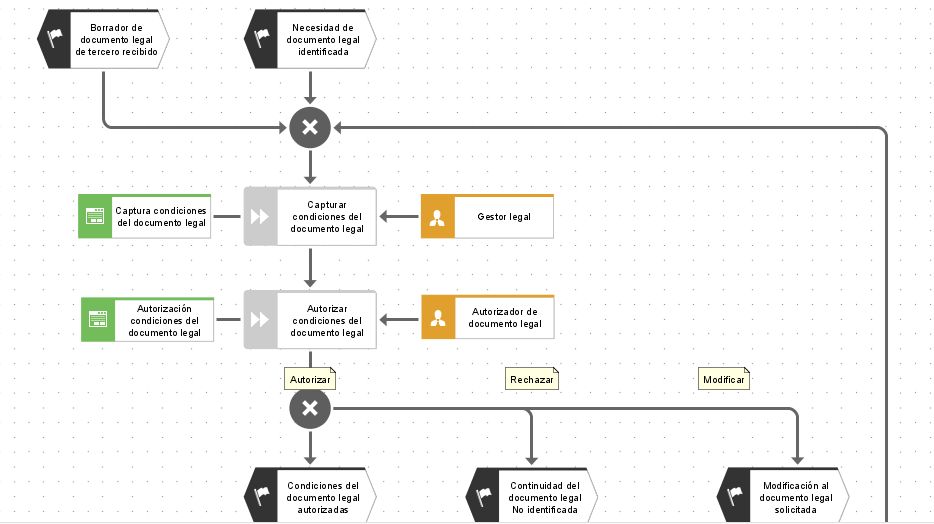 Borrador de
documento legal
de tercero recibido
Necesidad de
documento legal
identificada
Captura condiciones
del documento legal
Capturar
condiciones del
documento legal
Gestor legal
Autorización
condiciones del
documento legal
Autorizar
condiciones del
documento legal
Autorizador de
documento legal
Autorizar
Rechazar
Modificar
Condiciones del
documento legal
autorizadas
Continuidad del
documento legal
No identificada
Modificación al
documento legal
solicitada